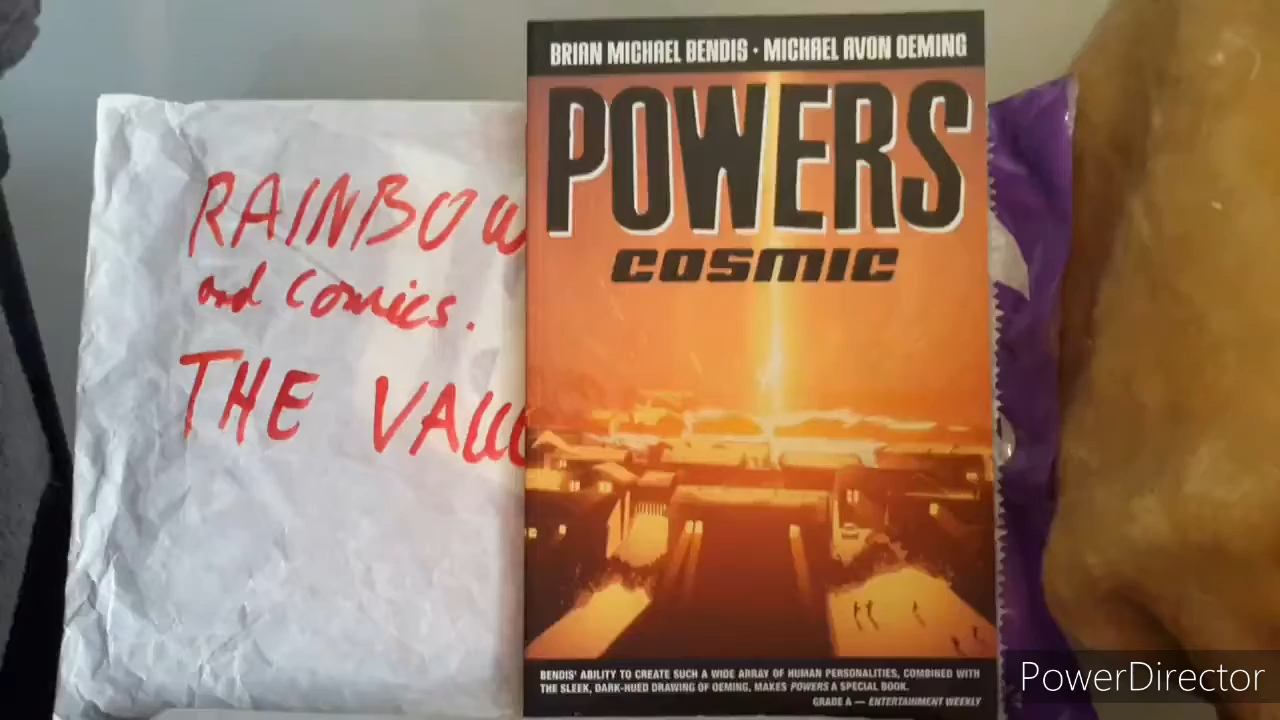 RAINBOW
and Comics.
THE
BRIAN MICHAEL BENDIS · MICHAEL AVON OEMING
POWERS
COSMIC
BENDIS' ABILITY TO CREATE SUCH A WIDE ARRAY OF HUMAN PERSONALITIES, COMBINED WITH
THE SLEEK, DARK-HUED DRAWING OF OEMING, MAKES POWERS A SPECIAL BOOK.
GRADE A — ENTERTAINMENT WEEKLY
PowerDirector